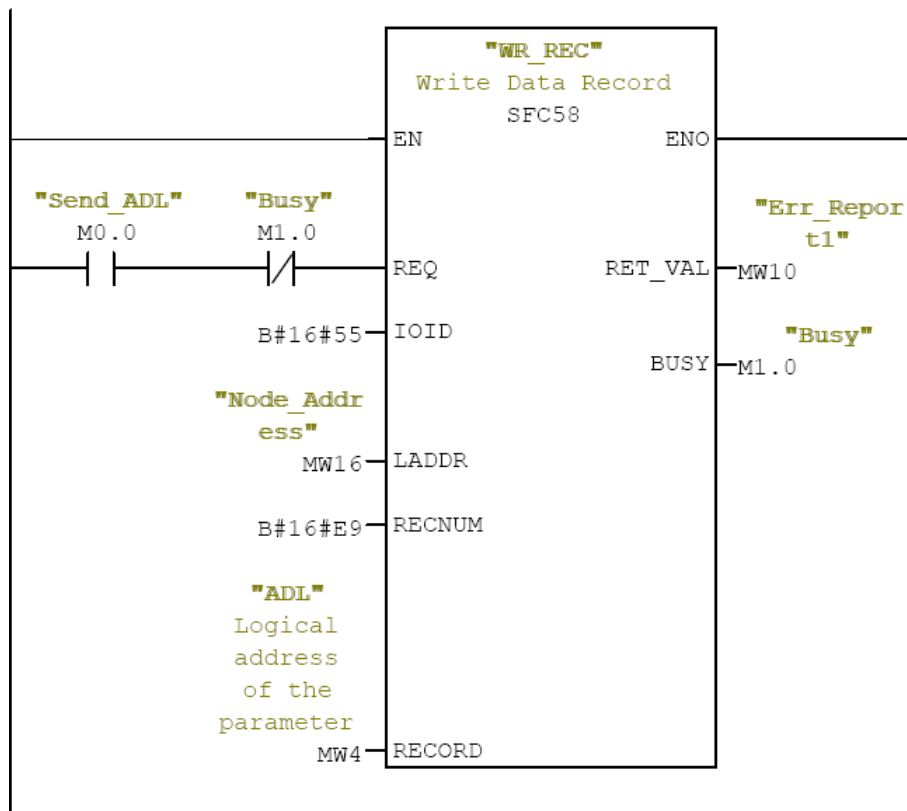 "WR_REC"
Write Data Record
SFC58
EN
ENO
"Send_ADL"
M0.0
"Busy"
M1.0
REQ
"Err_Repor
t1"
RET_VAL
MW10
B#16#55
IOID
"Busy"
BUSY
M1.0
"Node_Addr
ess"
MW16
LADDR
B#16#E9
RECNUM
"ADL"
Logical
address
of the
parameter
MW4
RECORD